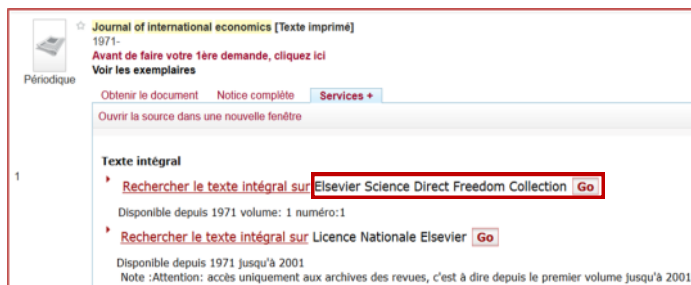 Journal of international economics [Texte imprimé]
1971-
Avant de faire votre 1ère demande, cliquez ici
Voir les exemplaires
Périodique
Obtenir le document Notice complète Services +
Ouvrir la source dans une nouvelle fenêtre
Texte intégral
1
Rechercher le texte intégral sur Elsevier Science Direct Freedom Collection Go
Disponible depuis 1971 volume: 1 numéro:1
Rechercher le texte intégral sur Licence Nationale Elsevier Go
Disponible depuis 1971 jusqu'à 2001
Note :Attention: accès uniquement aux archives des revues, c'est à dire depuis le premier volume jusqu'à 2001